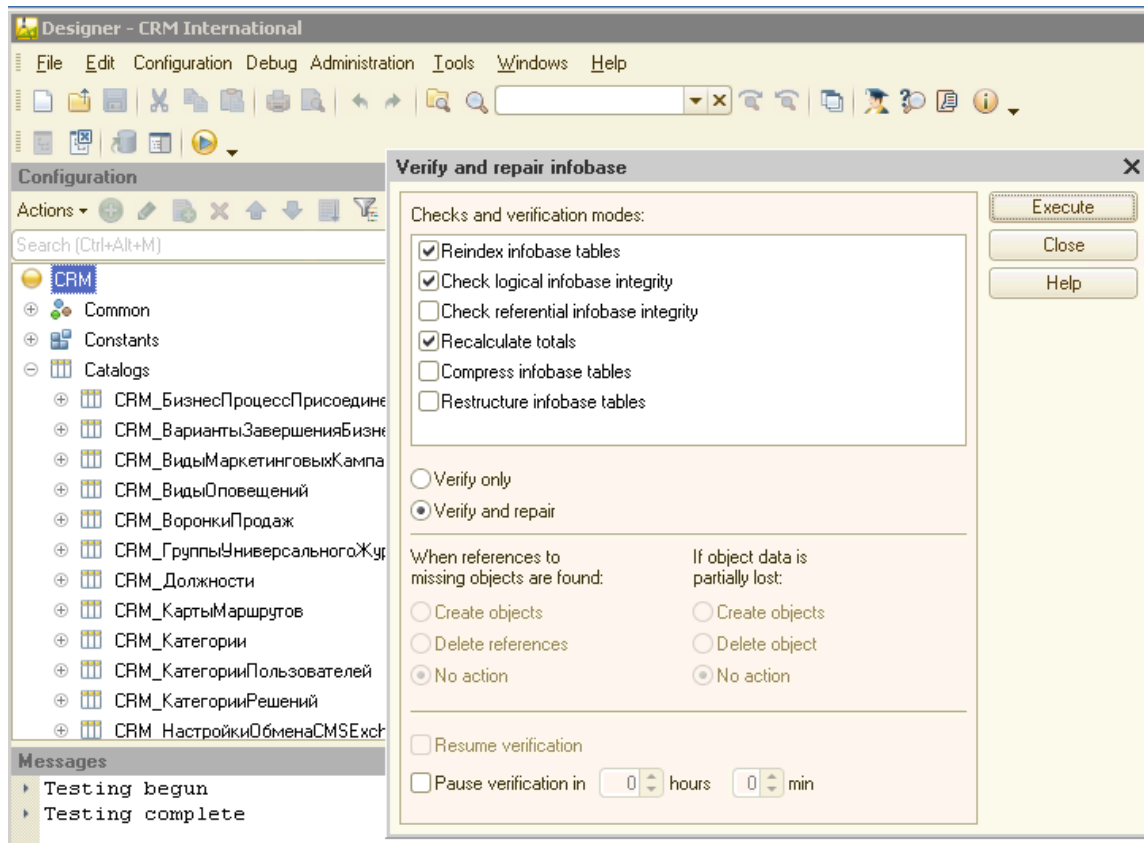 Designer - CRM International
File Edit Configuration Debug Administration Tools Windows Help
Configuration
Actions
Search (Ctrl+Alt+M)
CRM
Common
Constants
Catalogs
CRM_БизнесПроцессПрисоедине
CRM_ВариантыЗавершенияБизне
CRM_ВидыМаркетинговыхКампа
CRM_ВидыОповещений
CRM_ВоронкиПродаж
CRM_ГруппыУниверсальногоЖур
CRM_Должности
CRM_КартыМаршрутов
CRM_Категории
CRM_КатегорииПользователей
CRM_КатегорииРешений
CRM_НастройкиОбменаCMSExch
Messages
Testing begun
Testing complete
Verify and repair infobase
Checks and verification modes:
Reindex infobase tables
Check logical infobase integrity
Check referential infobase integrity
Recalculate totals
Compress infobase tables
Restructure infobase tables
Verify only
Verify and repair
When references to
missing objects are found:
Create objects
Delete references
No action
If object data is
partially lost:
Create objects
Delete object
No action
Resume verification
Pause verification in 0 hours 0 min
Execute
Close
Help